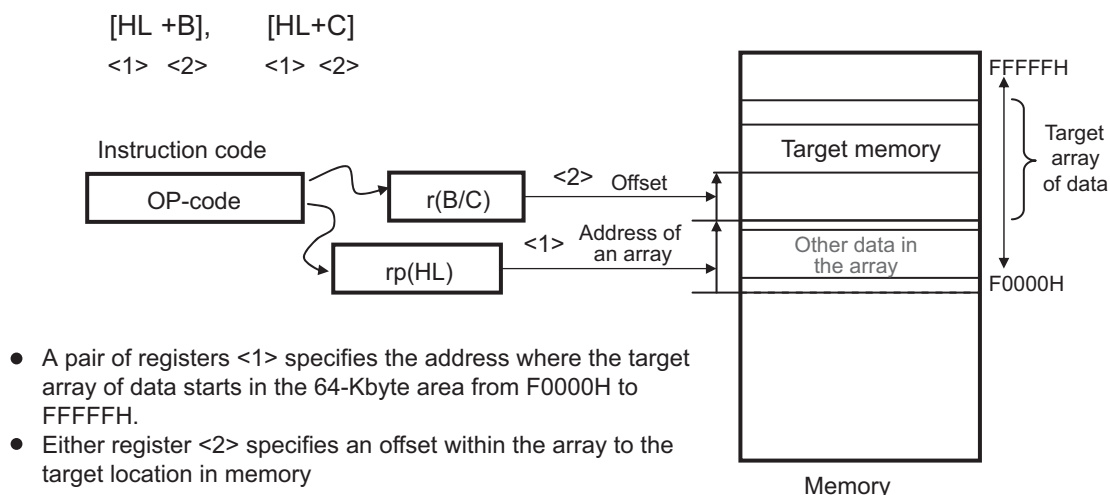 [HL +B], [HL+C]
<1> <2> <1> <2>
FFFFFH
Instruction code
OP-code
r(B/C)
<2> Offset
Target memory
Target
array
of data
rp(HL)
<1> Address of
an array
Other data in
the array
F0000H
● A pair of registers <1> specifies the address where the target
array of data starts in the 64-Kbyte area from F0000H to
FFFFFH.
● Either register <2> specifies an offset within the array to the
target location in memory
Memory